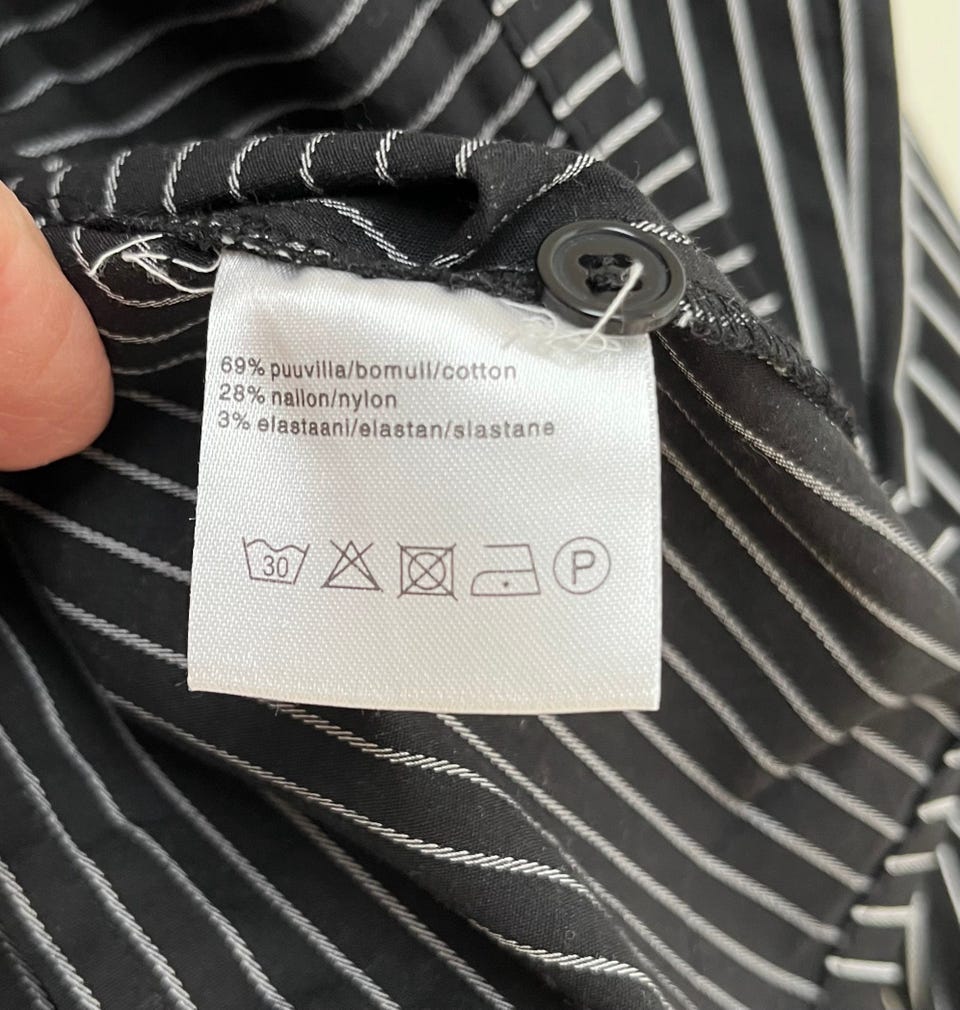 69% puuvilla/bomull/cotton
28% nailon/nylon
3% elastaani/elastan/slastane
30 P